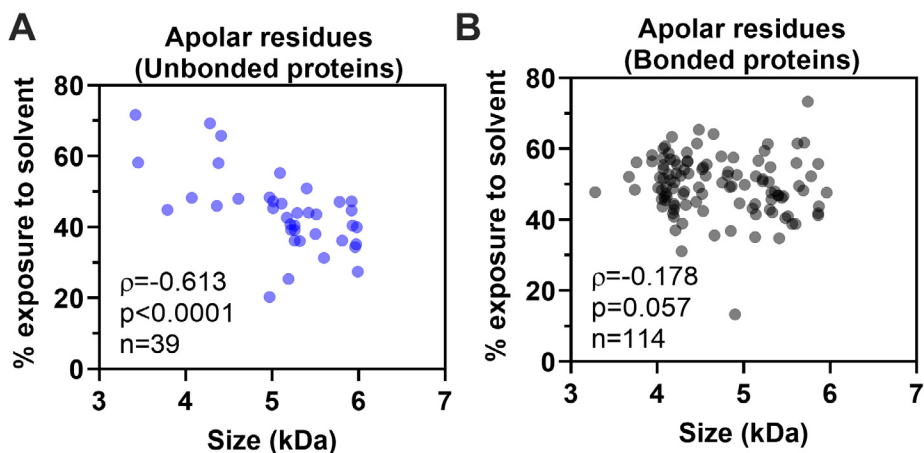 A
Apolar residues
(Unbonded proteins)
% exposure to solvent
80
60
40
20
0
ρ=-0.613
p<0.0001
n=39
3 4 5 6 7
Size (kDa)
B
Apolar residues
(Bonded proteins)
% exposure to solvent
80
60
40
20
0
ρ=-0.178
p=0.057
n=114
3 4 5 6 7
Size (kDa)